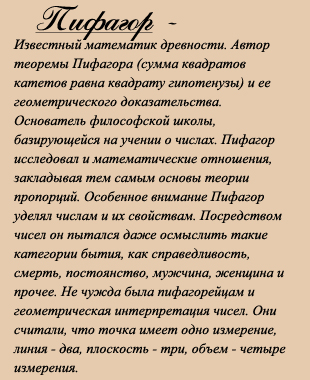 Пифагор -
Известный математик древности. Автор
теоремы Пифагора (сумма квадратов
катетов равна квадрату гипотенузы) и ее
геометрического доказательства.
Основатель философской школы,
базирующейся на учении о числах. Пифагор
исследовал и математические отношения,
закладывая тем самым основы теории
пропорций. Особенное внимание Пифагор
уделял числам и их свойствам. Посредством
чисел он пытался даже осмыслить такие
категории бытия, как справедливость,
смерть, постоянство, мужчина, женщина и
прочее. Не чужда была пифагорейцам и
геометрическая интерпретация чисел. Они
считали, что точка имеет одно измерение,
линия - два, плоскость - три, объем - четыре
измерения.